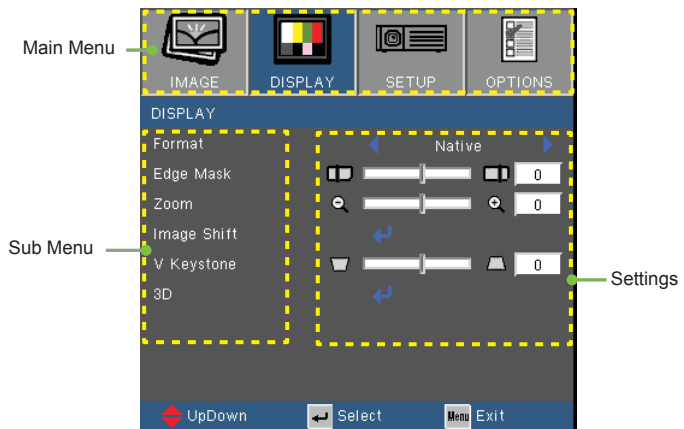 Main Menu
IMAGE DISPLAY SETUP OPTIONS
DISPLAY
Format Native
Edge Mask 0
Zoom 0
Image Shift
Sub Menu
V Keystone 0
Settings
3D
UpDown Select Menu Exit